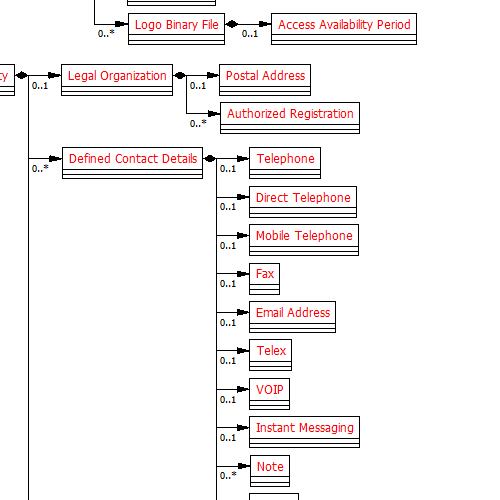 Logo Binary File
0..*
0..1
Access Availability Period
ty
0..1
Legal Organization
0..1
Postal Address
0..*
Authorized Registration
0..*
Defined Contact Details
0..1
Telephone
0..1
Direct Telephone
0..1
Mobile Telephone
0..1
Fax
0..1
Email Address
0..1
Telex
0..1
VOIP
0..1
Instant Messaging
0..*
Note